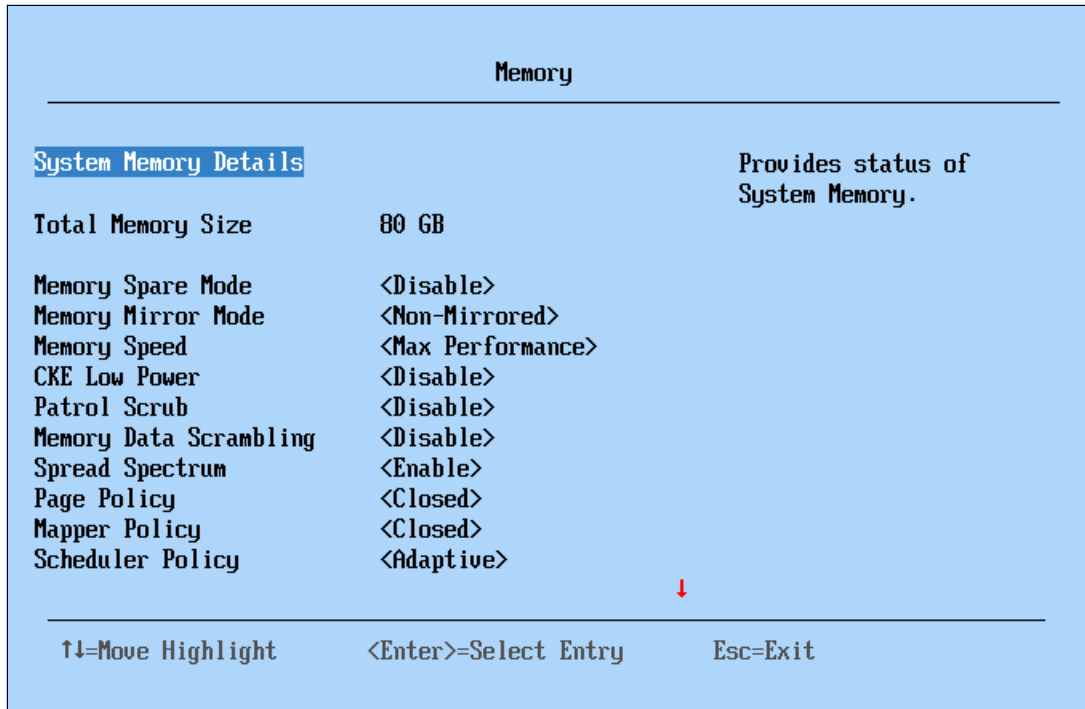 Memory
System Memory Details
Provides status of
System Memory.
Total Memory Size 80 GB
Memory Spare Mode <Disable>
Memory Mirror Mode <Non-Mirrored>
Memory Speed <Max Performance>
CKE Low Power <Disable>
Patrol Scrub <Disable>
Memory Data Scrambling <Disable>
Spread Spectrum <Enable>
Page Policy <Closed>
Mapper Policy <Closed>
Scheduler Policy <Adaptive>
↓
↑↓=Move Highlight <Enter>=Select Entry Esc=Exit